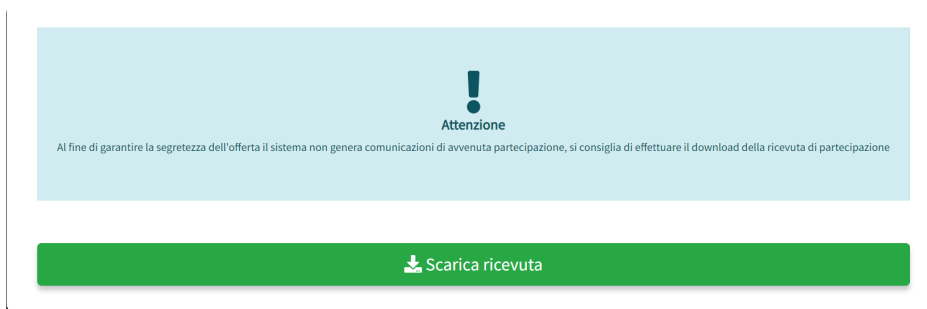 Attenzione
Al fine di garantire la segretezza dell'offerta il sistema non genera comunicazioni di avvenuta partecipazione, si consiglia di effettuare il download della ricevuta di partecipazione
Scarica ricevuta